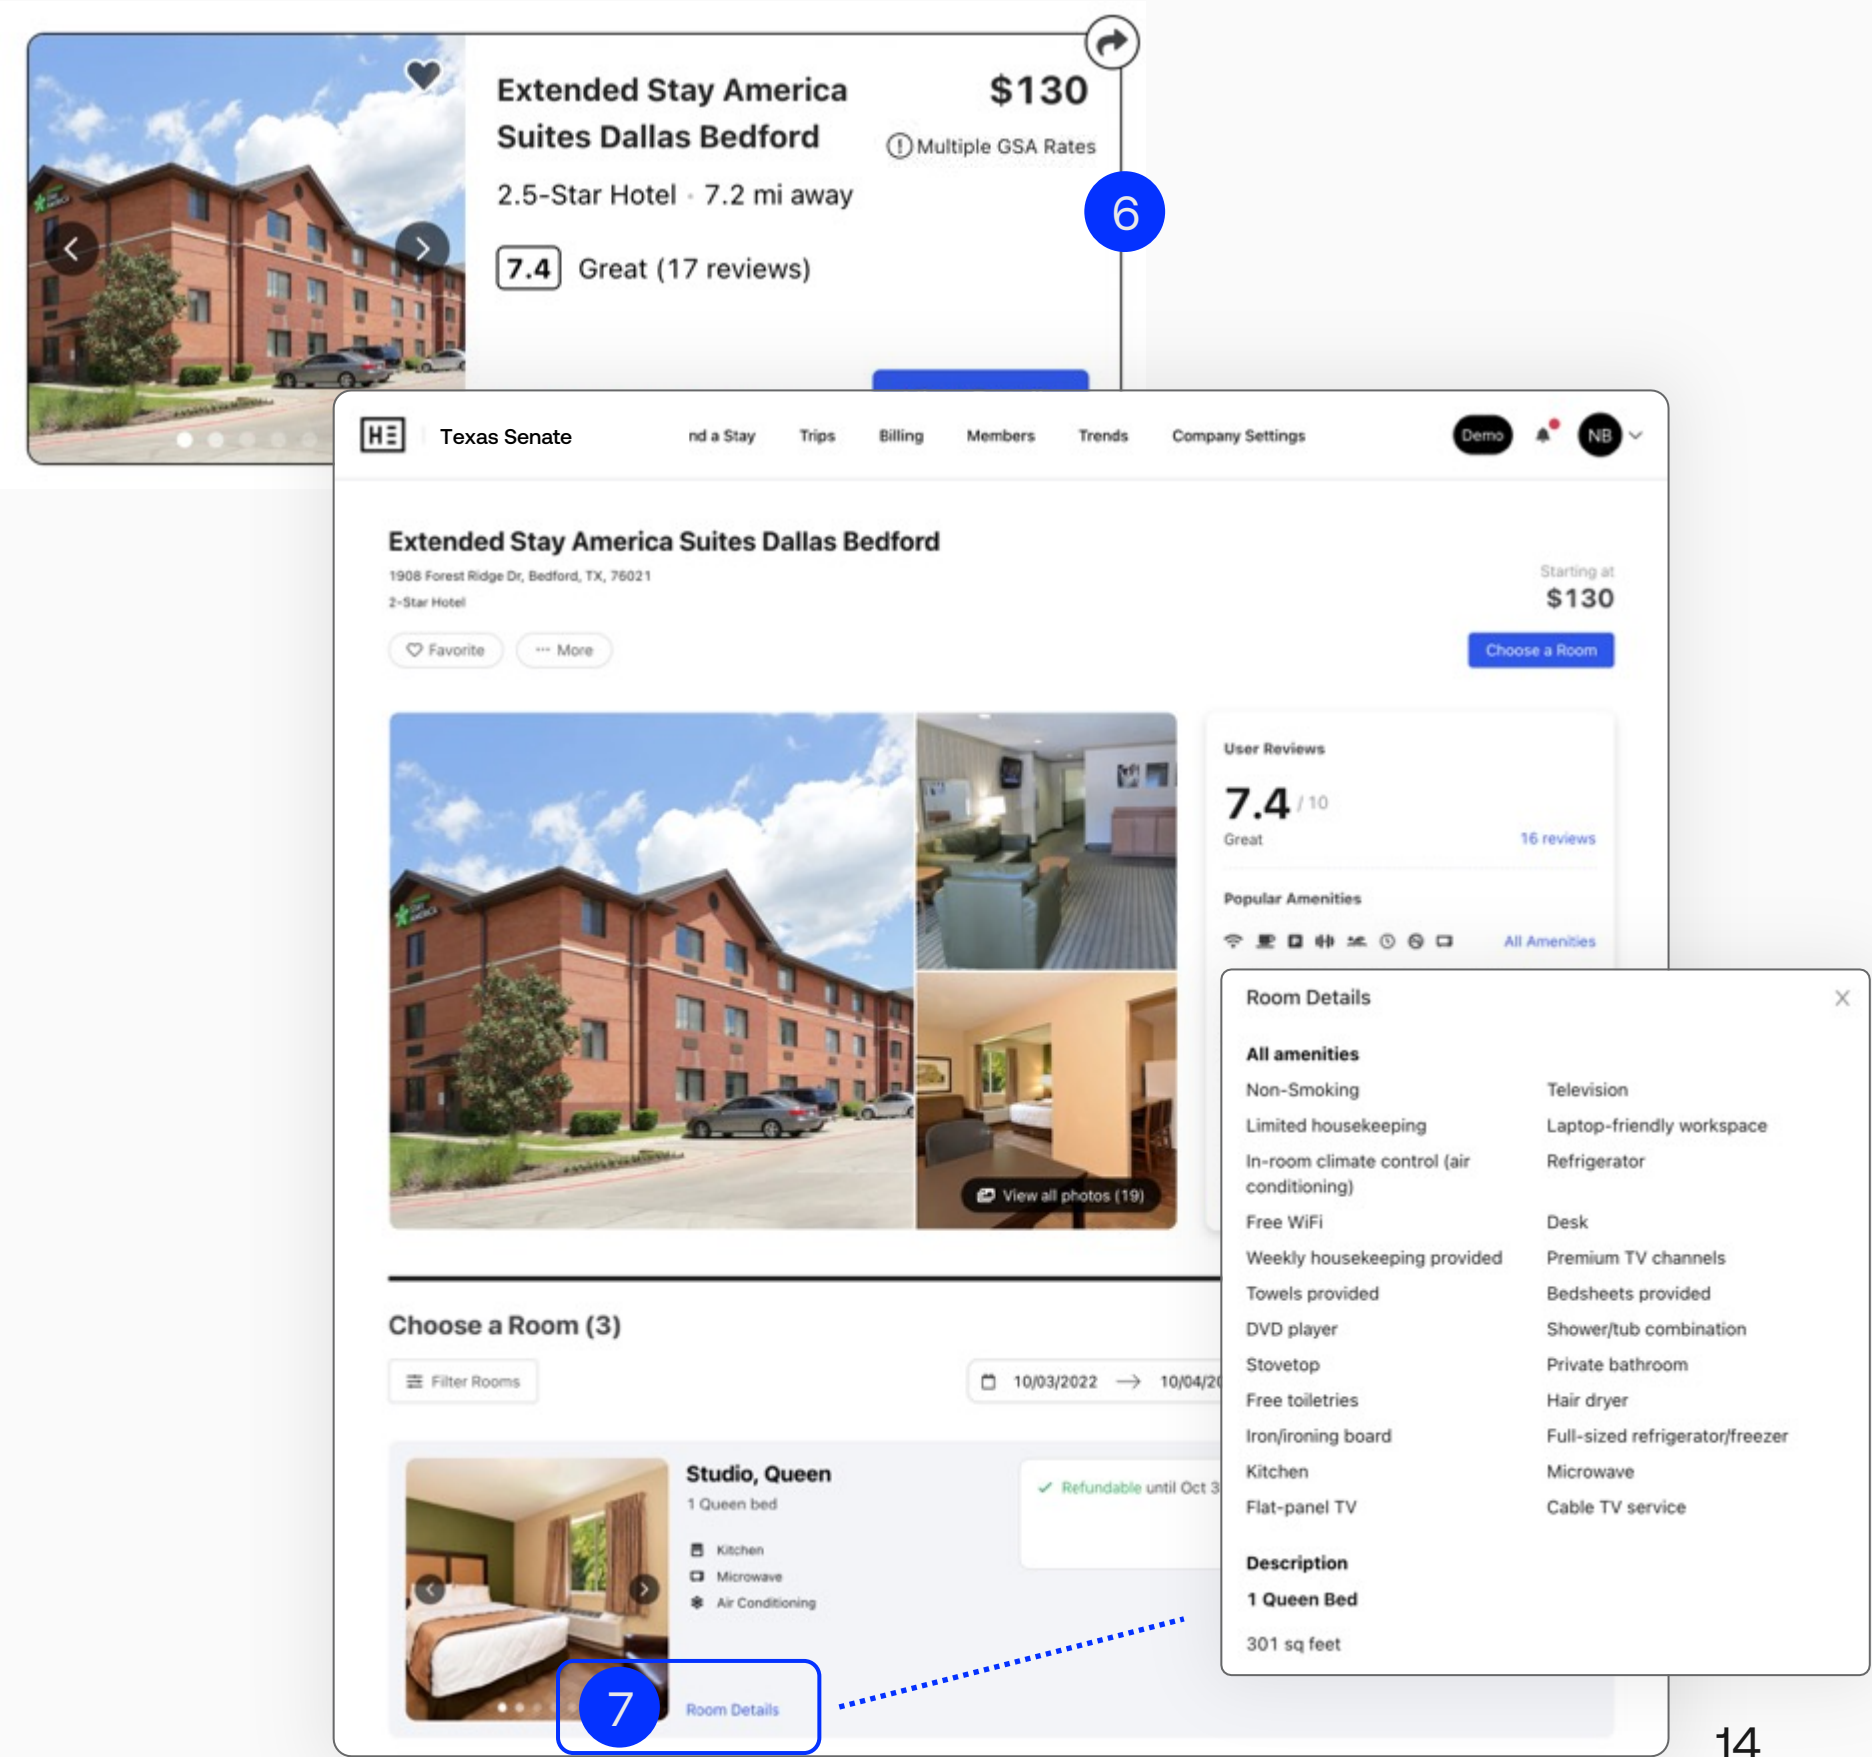 Extended Stay America
Suites Dallas Bedford
$130
Multiple GSA Rates
2.5-Star Hotel · 7.2 mi away
7.4 Great (17 reviews)
6
HE
Texas Senate
nd a Stay
Trips
Billing
Members
Trends
Company Settings
Demo
NB
Extended Stay America Suites Dallas Bedford
1908 Forest Ridge Dr, Bedford, TX, 76021
2-Star Hotel
Starting at
$130
Favorite
··· More
Choose a Room
User Reviews
7.4 / 10
Great
16 reviews
Popular Amenities
All Amenities
View all photos (19)
Choose a Room (3)
Filter Rooms
10/03/2022 → 10/04/20
Studio, Queen
1 Queen bed
Kitchen
Microwave
Air Conditioning
Refundable until Oct 3
7
Room Details
Room Details
All amenities
Non-Smoking
Television
Limited housekeeping
Laptop-friendly workspace
In-room climate control (air
conditioning)
Refrigerator
Free WiFi
Desk
Weekly housekeeping provided
Premium TV channels
Towels provided
Bedsheets provided
DVD player
Shower/tub combination
Stovetop
Private bathroom
Free toiletries
Hair dryer
Iron/ironing board
Full-sized refrigerator/freezer
Kitchen
Microwave
Flat-panel TV
Cable TV service
Description
1 Queen Bed
301 sq feet
14